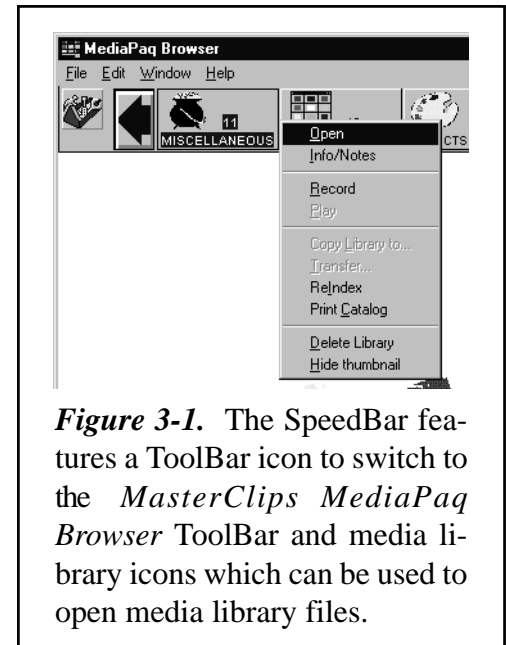 MediaPaq Browser
File Edit Window Help
11
MISCELLANEOUS
CTS
Open
Info/Notes
Record
Play
Copy Library to...
Transfer...
ReIndex
Print Catalog
Delete Library
Hide thumbnail
Figure 3-1. The SpeedBar fea-
tures a ToolBar icon to switch to
the MasterClips MediaPaq
Browser ToolBar and media li-
brary icons which can be used to
open media library files.